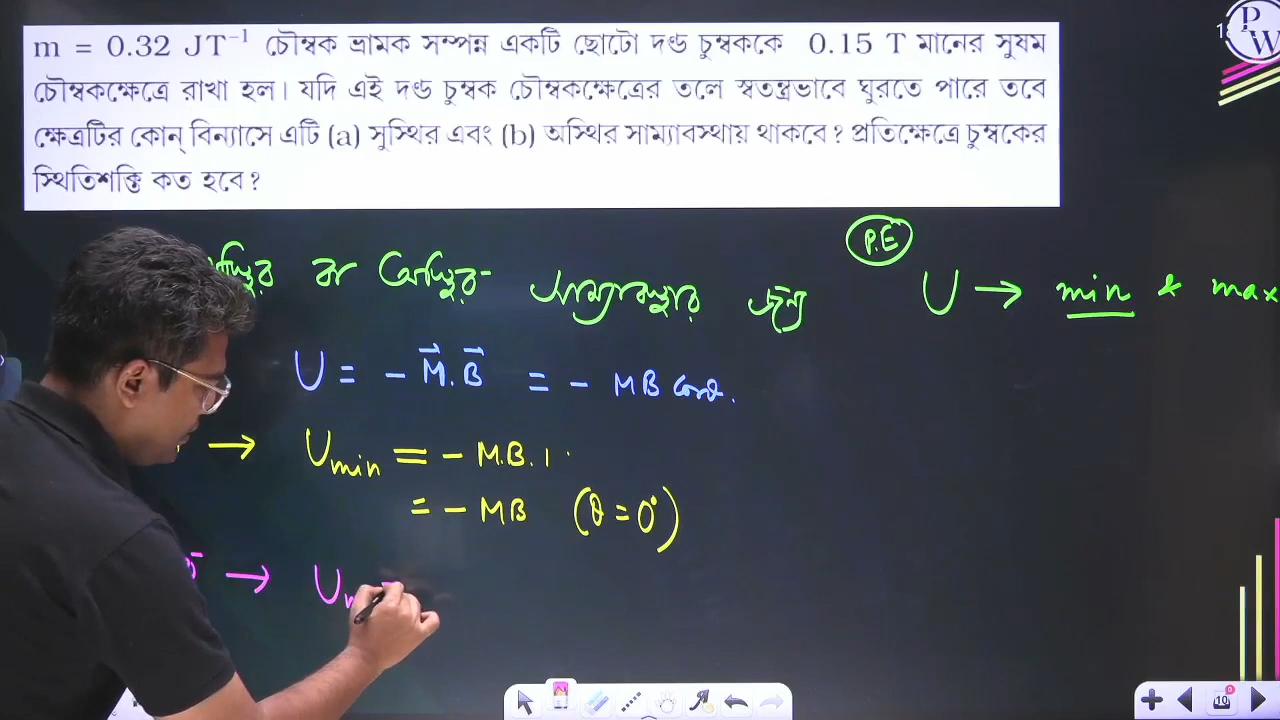 m = 0.32 JT⁻¹ চৌম্বক ভ্রামক সম্পন্ন একটি ছোটো দণ্ড চুম্বককে 0.15 T মানের সুষম
চৌম্বকক্ষেত্রে রাখা হল। যদি এই দণ্ড চুম্বক চৌম্বকক্ষেত্রের তলে স্বতন্ত্রভাবে ঘুরতে পারে তবে
ক্ষেত্রটির কোন্ বিন্যাসে এটি (a) সুস্থির এবং (b) অস্থির সাম্যাবস্থায় থাকবে? প্রতিক্ষেত্রে চুম্বকের
স্থিতিশক্তি কত হবে?
P W
P.E
বা অস্থির সাম্যাবস্থার জন্য U → min & max
U = - M⃗.B⃗ = - MB cosθ.
→ Umin = - M.B.1
= - MB (θ = 0°)
→ U
10